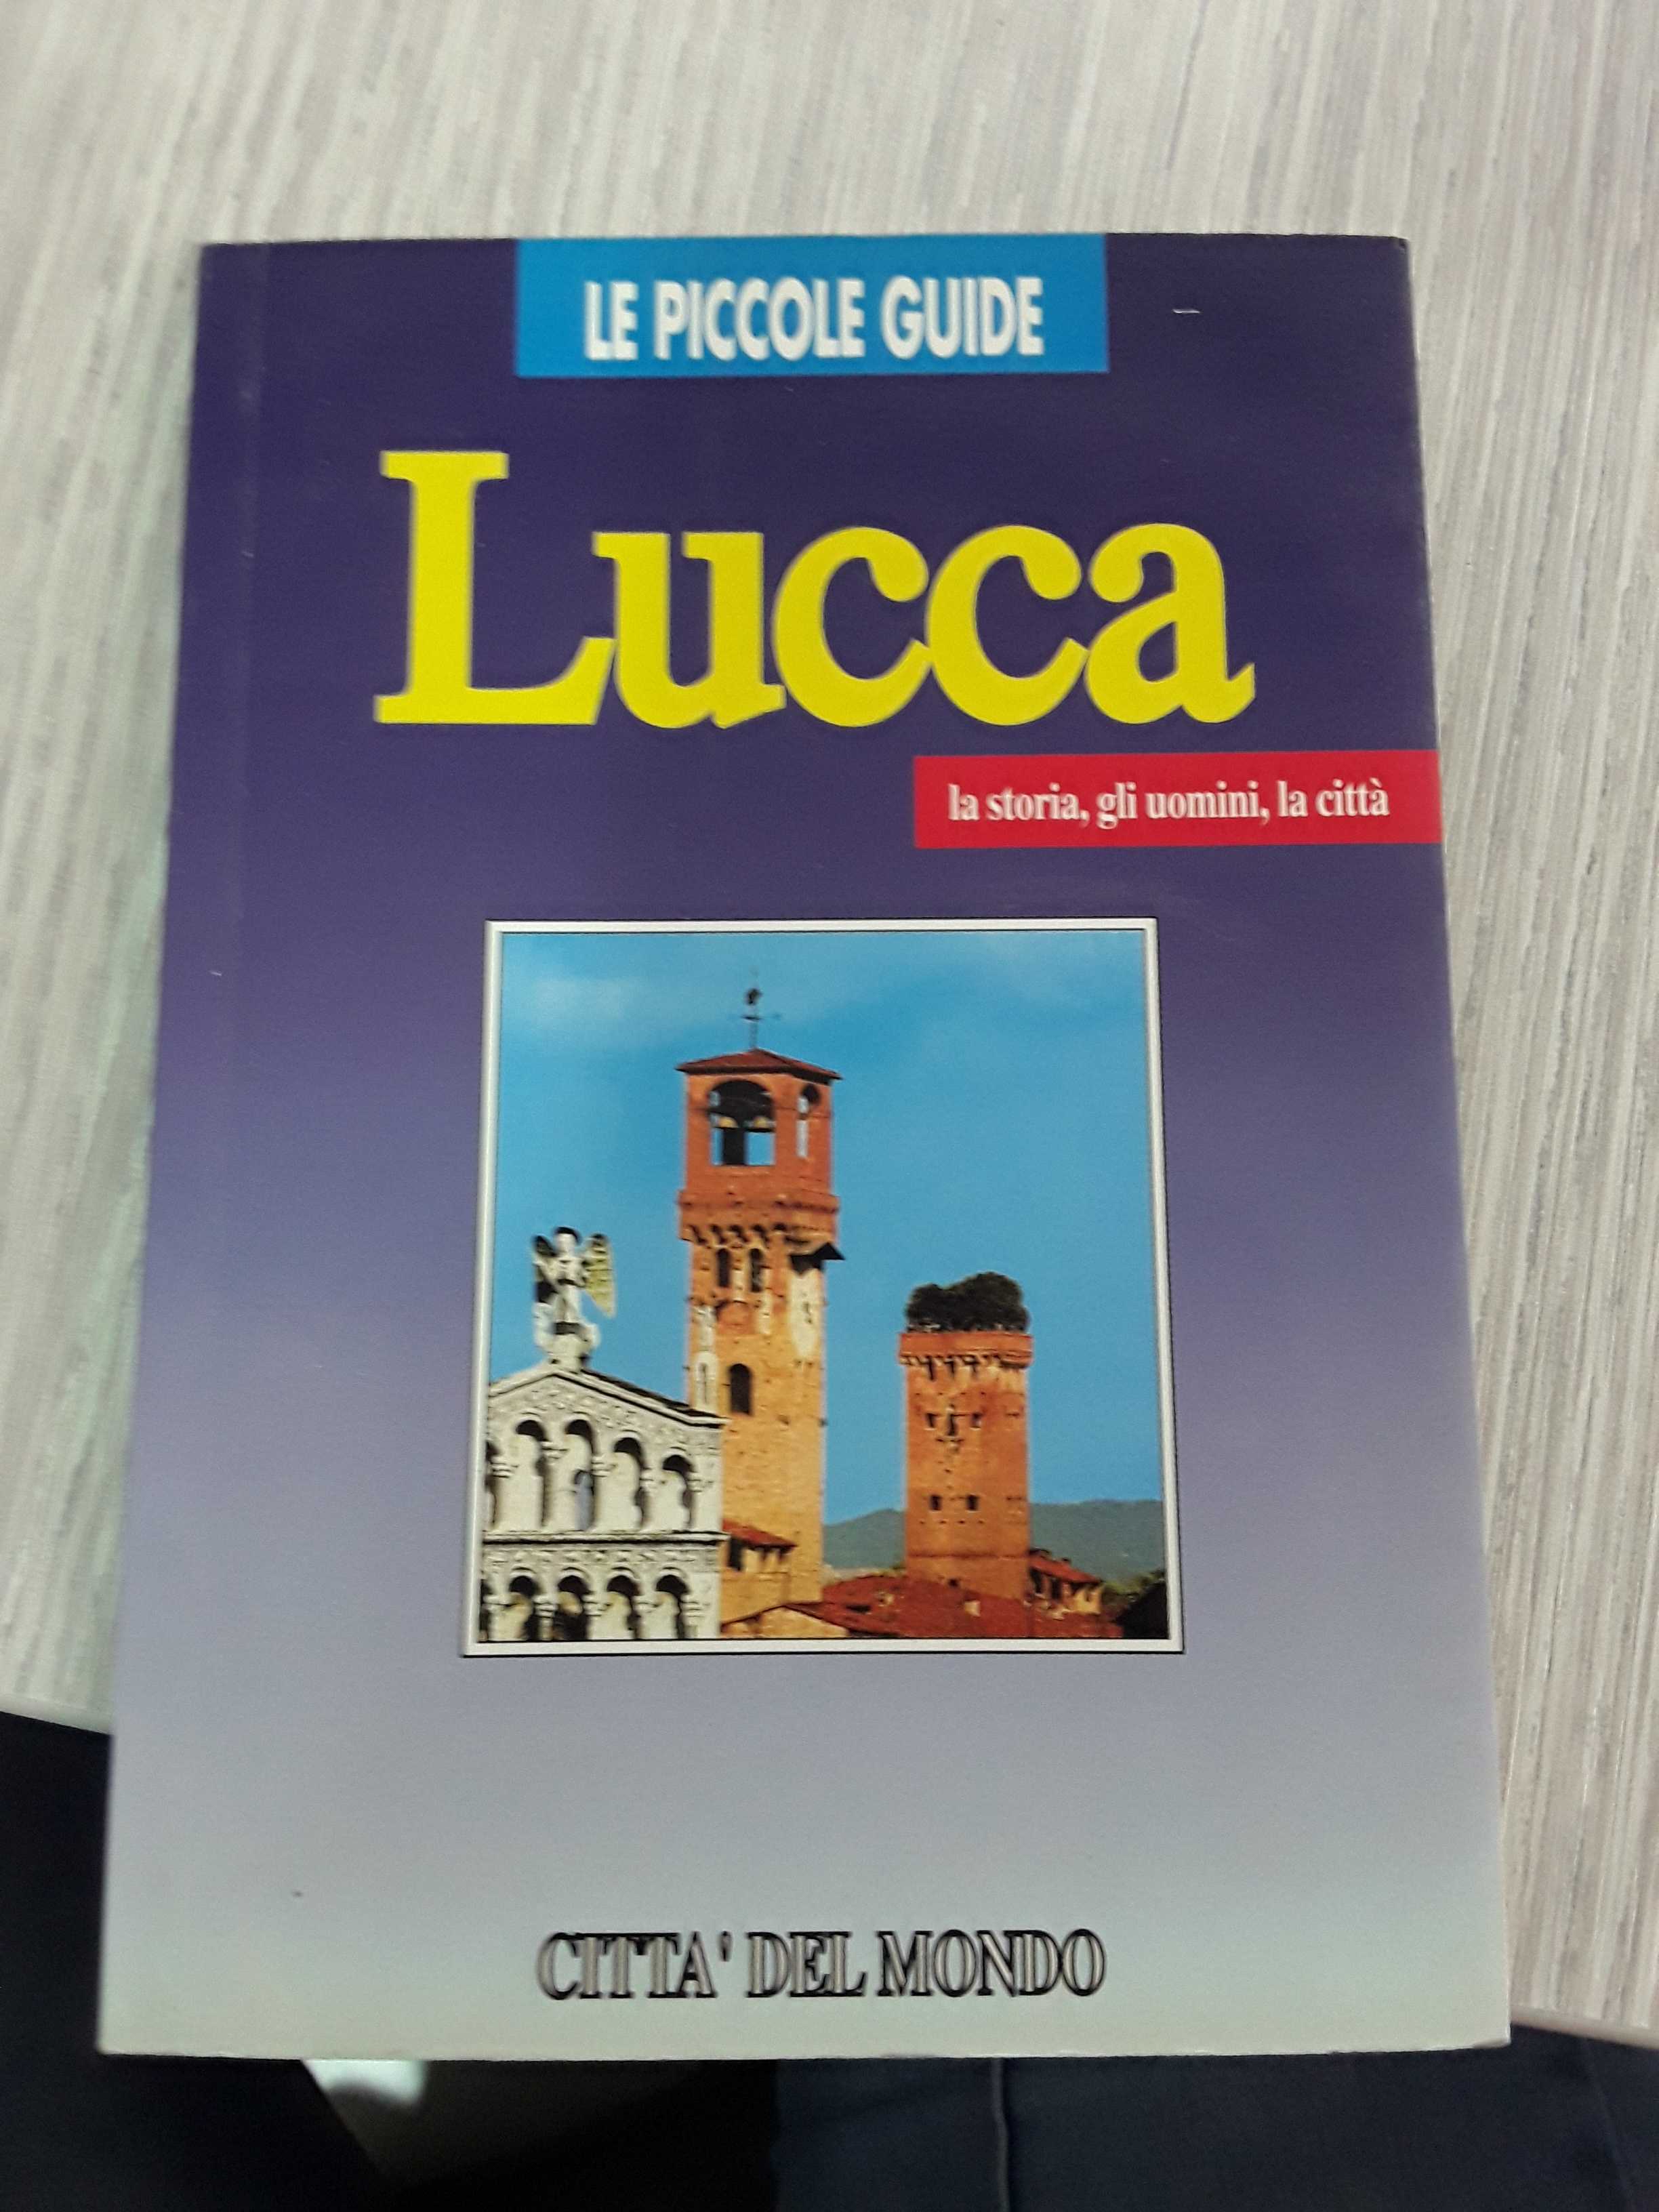 LE PICCOLE GUIDE
Lucca
la storia, gli uomini, la città
CITTA' DEL MONDO